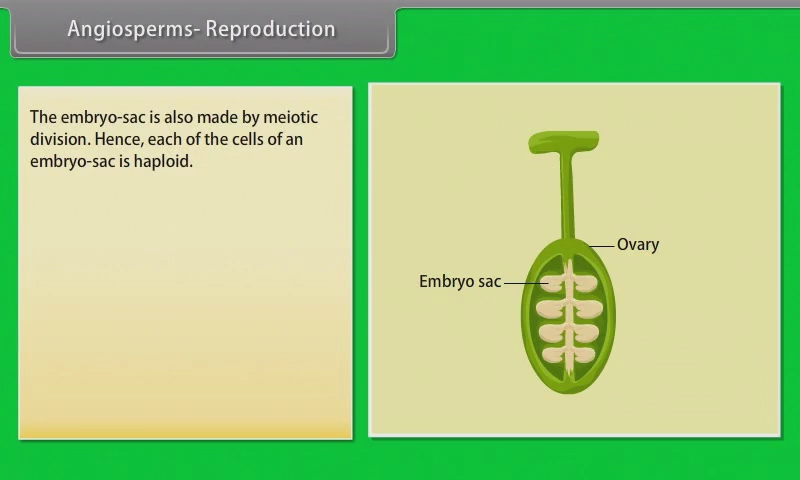 Angiosperms- Reproduction
The embryo-sac is also made by meiotic
division. Hence, each of the cells of an
embryo-sac is haploid.
Ovary
Embryo sac